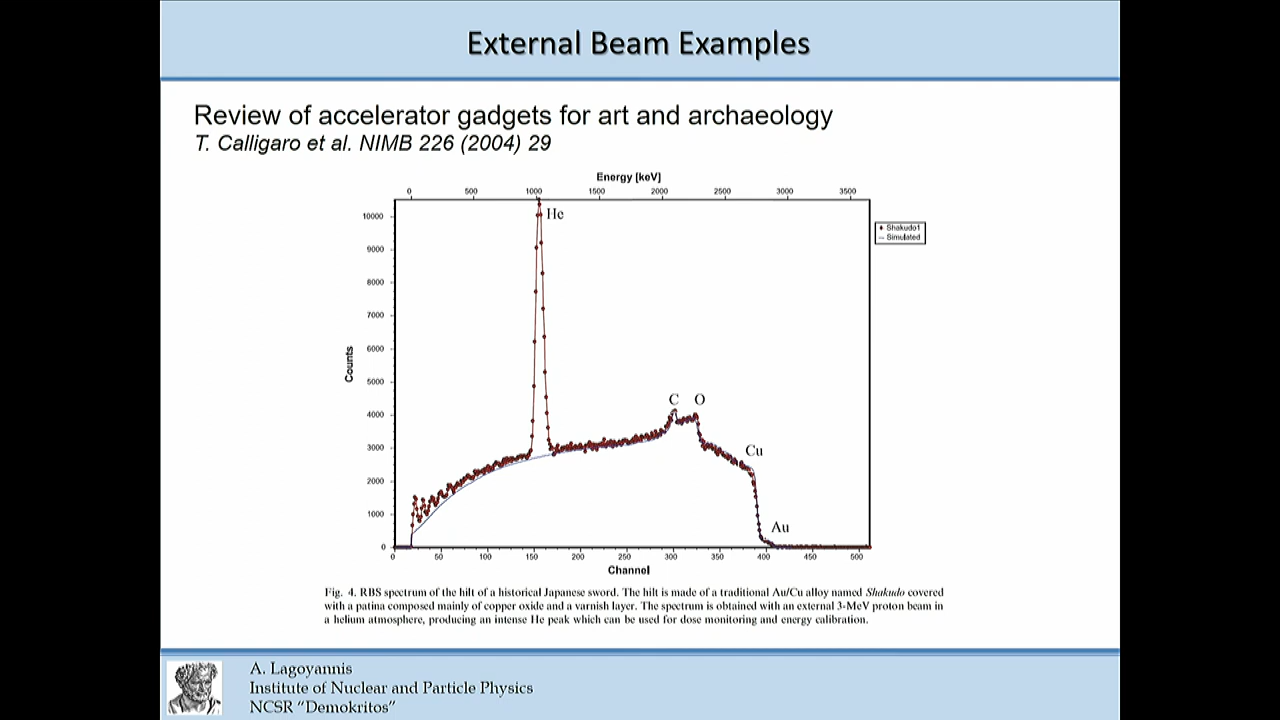 External Beam Examples
Review of accelerator gadgets for art and archaeology
T. Calligaro et al. NIMB 226 (2004) 29
Energy [keV]
0 500 1000 1500 2000 2500 3000 3500
10000
9000
8000
7000
6000
5000
4000
3000
2000
1000
0
Counts
He
C O
Cu
Au
Shakudo1
Simulated
0 50 100 150 200 250 300 350 400 450 500
Channel
Fig. 4. RBS spectrum of the hilt of a historical Japanese sword. The hilt is made of a traditional Au/Cu alloy named Shakudo covered
with a patina composed mainly of copper oxide and a varnish layer. The spectrum is obtained with an external 3-MeV proton beam in
a helium atmosphere, producing an intense He peak which can be used for dose monitoring and energy calibration.
A. Lagoyannis
Institute of Nuclear and Particle Physics
NCSR “Demokritos”